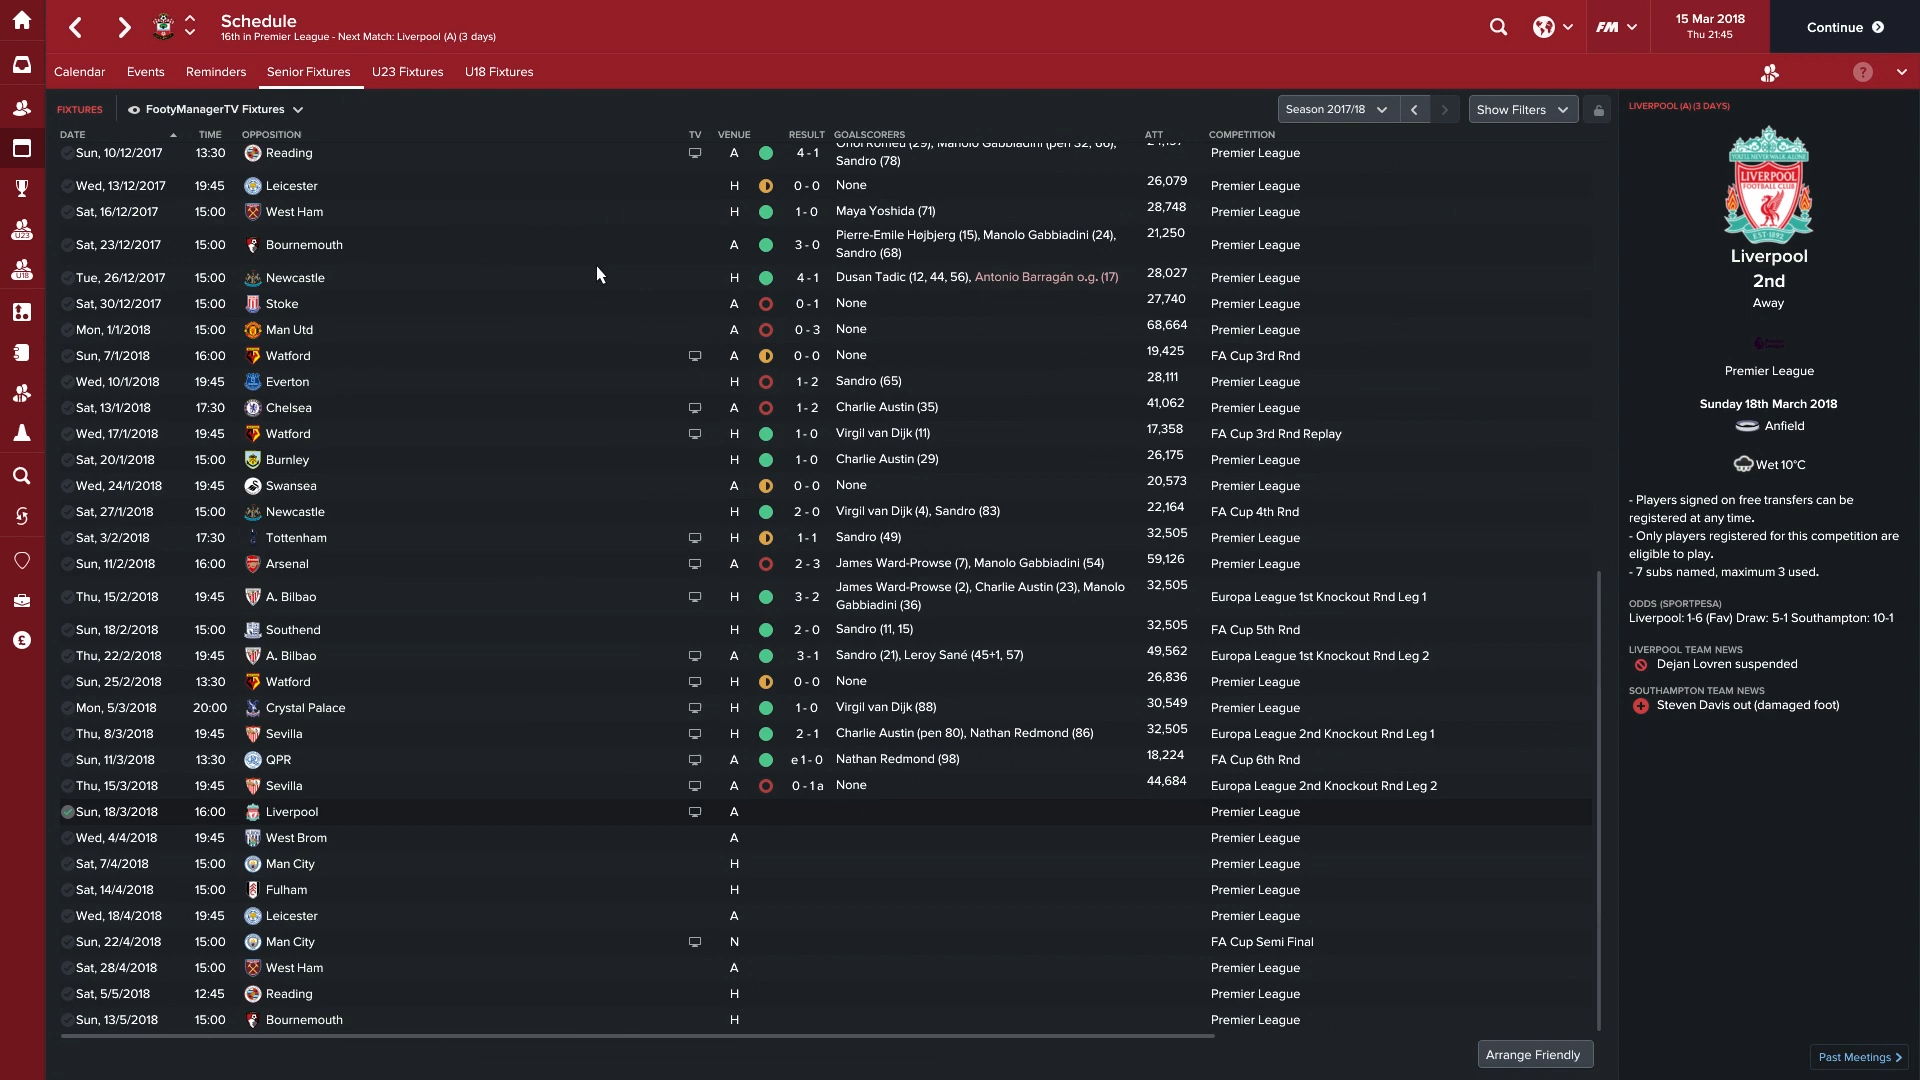 Schedule
16th in Premier League - Next Match: Liverpool (A) (3 days)
FM
15 Mar 2018
Thu 21:45
Continue
Calendar Events Reminders Senior Fixtures U23 Fixtures U18 Fixtures
?
FIXTURES FootyManagerTV Fixtures Season 2017/18 Show Filters
DATE TIME OPPOSITION TV VENUE RESULT GOALSCORERS ATT COMPETITION
Sun, 10/12/2017 13:30 Reading A 4 - 1 Oriol Romeu (29), Manolo Gabbiadini (pen 32, 66), Sandro (78) Premier League
Wed, 13/12/2017 19:45 Leicester H 0 - 0 None 26,079 Premier League
Sat, 16/12/2017 15:00 West Ham H 1 - 0 Maya Yoshida (71) 28,748 Premier League
Sat, 23/12/2017 15:00 Bournemouth A 3 - 0 Pierre-Emile Højbjerg (15), Manolo Gabbiadini (24), Sandro (68) 21,250 Premier League
Tue, 26/12/2017 15:00 Newcastle H 4 - 1 Dusan Tadic (12, 44, 56), Antonio Barragán o.g. (17) 28,027 Premier League
Sat, 30/12/2017 15:00 Stoke A 0 - 1 None 27,740 Premier League
Mon, 1/1/2018 15:00 Man Utd A 0 - 3 None 68,664 Premier League
Sun, 7/1/2018 16:00 Watford A 0 - 0 None 19,425 FA Cup 3rd Rnd
Wed, 10/1/2018 19:45 Everton H 1 - 2 Sandro (65) 28,111 Premier League
Sat, 13/1/2018 17:30 Chelsea A 1 - 2 Charlie Austin (35) 41,062 Premier League
Wed, 17/1/2018 19:45 Watford H 1 - 0 Virgil van Dijk (11) 17,358 FA Cup 3rd Rnd Replay
Sat, 20/1/2018 15:00 Burnley H 1 - 0 Charlie Austin (29) 26,175 Premier League
Wed, 24/1/2018 19:45 Swansea A 0 - 0 None 20,573 Premier League
Sat, 27/1/2018 15:00 Newcastle H 2 - 0 Virgil van Dijk (4), Sandro (83) 22,164 FA Cup 4th Rnd
Sat, 3/2/2018 17:30 Tottenham H 1 - 1 Sandro (49) 32,505 Premier League
Sun, 11/2/2018 16:00 Arsenal A 2 - 3 James Ward-Prowse (7), Manolo Gabbiadini (54) 59,126 Premier League
Thu, 15/2/2018 19:45 A. Bilbao H 3 - 2 James Ward-Prowse (2), Charlie Austin (23), Manolo Gabbiadini (36) 32,505 Europa League 1st Knockout Rnd Leg 1
Sun, 18/2/2018 15:00 Southend H 2 - 0 Sandro (11, 15) 32,505 FA Cup 5th Rnd
Thu, 22/2/2018 19:45 A. Bilbao A 3 - 1 Sandro (21), Leroy Sané (45+1, 57) 49,562 Europa League 1st Knockout Rnd Leg 2
Sun, 25/2/2018 13:30 Watford H 0 - 0 None 26,836 Premier League
Mon, 5/3/2018 20:00 Crystal Palace H 1 - 0 Virgil van Dijk (88) 30,549 Premier League
Thu, 8/3/2018 19:45 Sevilla H 2 - 1 Charlie Austin (pen 80), Nathan Redmond (86) 32,505 Europa League 2nd Knockout Rnd Leg 1
Sun, 11/3/2018 13:30 QPR A e 1 - 0 Nathan Redmond (98) 18,224 FA Cup 6th Rnd
Thu, 15/3/2018 19:45 Sevilla A 0 - 1 a None 44,684 Europa League 2nd Knockout Rnd Leg 2
Sun, 18/3/2018 16:00 Liverpool A Premier League
Wed, 4/4/2018 19:45 West Brom A Premier League
Sat, 7/4/2018 15:00 Man City H Premier League
Sat, 14/4/2018 15:00 Fulham H Premier League
Wed, 18/4/2018 19:45 Leicester A Premier League
Sun, 22/4/2018 15:00 Man City N FA Cup Semi Final
Sat, 28/4/2018 15:00 West Ham A Premier League
Sat, 5/5/2018 12:45 Reading H Premier League
Sun, 13/5/2018 15:00 Bournemouth H Premier League
Arrange Friendly
LIVERPOOL (A) (3 DAYS)
YOU'LL NEVER WALK ALONE
LIVERPOOL
FOOTBALL CLUB
EST·1892
Liverpool
2nd
Away
Premier League
Sunday 18th March 2018
Anfield
Wet 10°C
- Players signed on free transfers can be
registered at any time.
- Only players registered for this competition are
eligible to play.
- 7 subs named, maximum 3 used.
ODDS (SPORTPESA)
Liverpool: 1-6 (Fav) Draw: 5-1 Southampton: 10-1
LIVERPOOL TEAM NEWS
Dejan Lovren suspended
SOUTHAMPTON TEAM NEWS
Steven Davis out (damaged foot)
Past Meetings
U23
U18
£